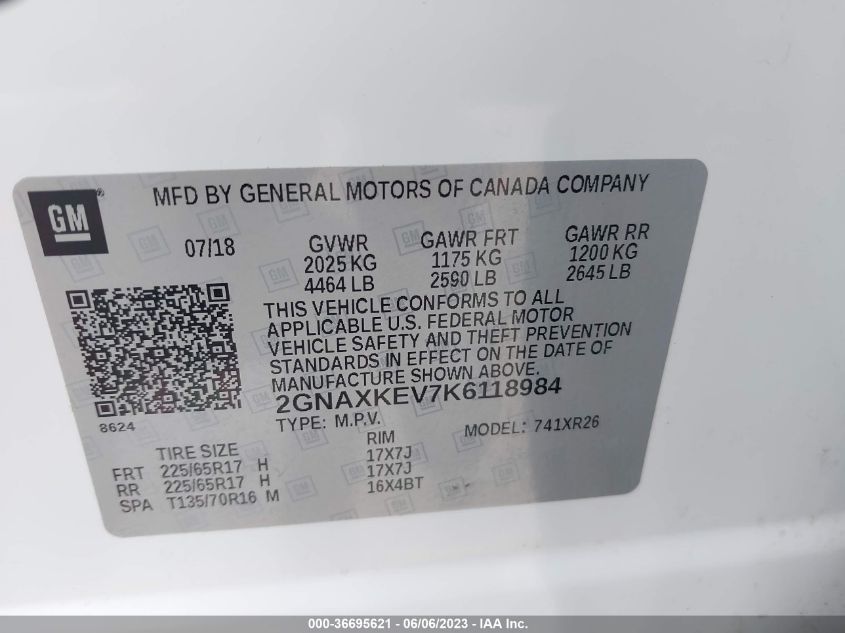 GM®
MFD BY GENERAL MOTORS OF CANADA COMPANY
07/18 GVWR GAWR FRT GAWR RR
2025 KG 1175 KG 1200 KG
4464 LB 2590 LB 2645 LB
THIS VEHICLE CONFORMS TO ALL
APPLICABLE U.S. FEDERAL MOTOR
VEHICLE SAFETY AND THEFT PREVENTION
STANDARDS IN EFFECT ON THE DATE OF
MANUFACTURE SHOWN ABOVE.
2GNAXKEV7K6118984
8624
TYPE: M.P.V. MODEL: 741XR26
TIRE SIZE RIM
FRT 225/65R17 H 17X7J
RR 225/65R17 H 17X7J
SPA T135/70R16 M 16X4BT
000-36695621 - 06/06/2023 - IAA Inc.